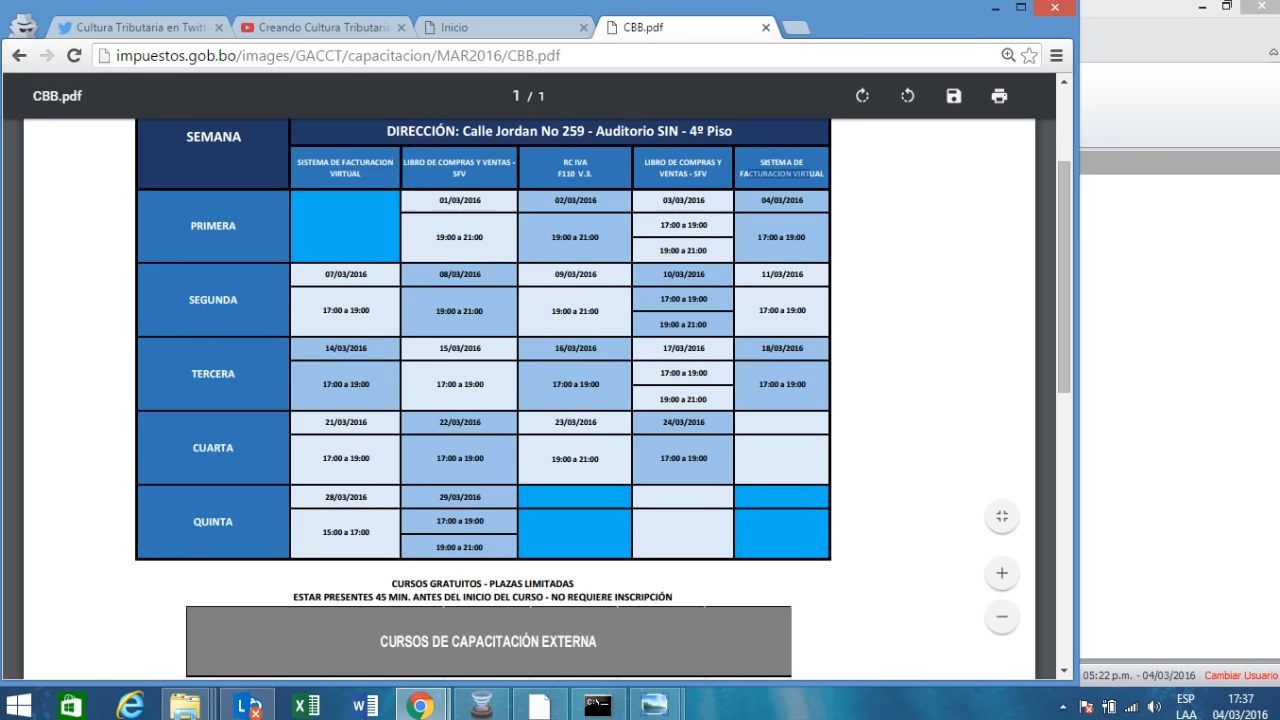 Cultura Tributaria en Twitt
Creando Cultura Tributaria
Inicio
CBB.pdf
impuestos.gob.bo/images/GACCT/capacitacion/MAR2016/CBB.pdf
CBB.pdf
1 / 1
SEMANA
DIRECCIÓN: Calle Jordan No 259 - Auditorio SIN - 4º Piso
SISTEMA DE FACTURACION VIRTUAL
LIBRO DE COMPRAS Y VENTAS - SFV
RC IVA F110 V.3.
LIBRO DE COMPRAS Y VENTAS - SFV
SISTEMA DE FACTURACION VIRTUAL
PRIMERA
01/03/2016 02/03/2016 03/03/2016 04/03/2016
19:00 a 21:00 19:00 a 21:00 17:00 a 19:00 17:00 a 19:00
19:00 a 21:00
SEGUNDA
07/03/2016 08/03/2016 09/03/2016 10/03/2016 11/03/2016
17:00 a 19:00 19:00 a 21:00 19:00 a 21:00 17:00 a 19:00 17:00 a 19:00
19:00 a 21:00
TERCERA
14/03/2016 15/03/2016 16/03/2016 17/03/2016 18/03/2016
17:00 a 19:00 17:00 a 19:00 17:00 a 19:00 17:00 a 19:00 17:00 a 19:00
19:00 a 21:00
CUARTA
21/03/2016 22/03/2016 23/03/2016 24/03/2016
17:00 a 19:00 17:00 a 19:00 19:00 a 21:00 17:00 a 19:00
QUINTA
28/03/2016 29/03/2016
15:00 a 17:00 17:00 a 19:00
19:00 a 21:00
CURSOS GRATUITOS - PLAZAS LIMITADAS
ESTAR PRESENTES 45 MIN. ANTES DEL INICIO DEL CURSO - NO REQUIERE INSCRIPCIÓN
CURSOS DE CAPACITACIÓN EXTERNA
05:22 p.m. - 04/03/2016 Cambiar Usuario
ESP 17:37
LAA 04/03/2016